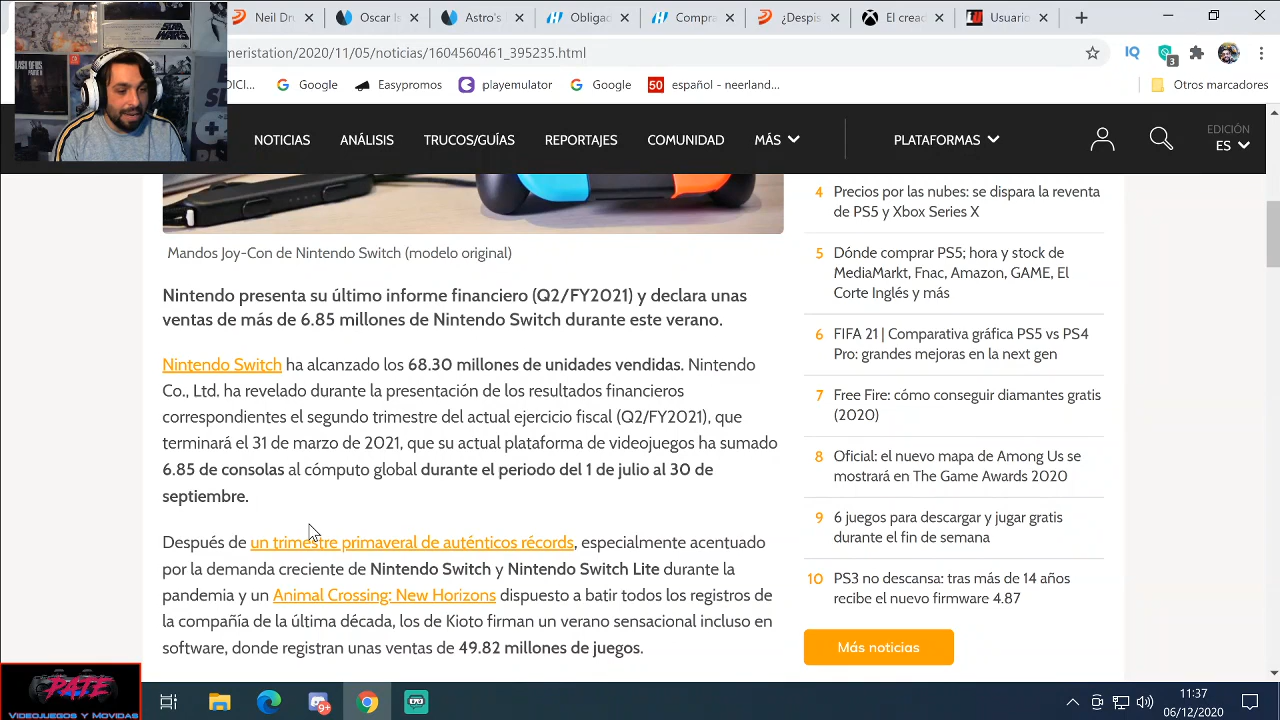 STAR WARS
Neil Dr
Oscar
Assass
Obligan
Compra
¿Desp
El creac
Usuari
meristation/2020/11/05/noticias/1604560461_395235.html
IQ
3
DICI...
Google
Easypromos
playemulator
Google
50
español - neerland...
Otros marcadores
NOTICIAS
ANÁLISIS
TRUCOS/GUÍAS
REPORTAJES
COMUNIDAD
MÁS
PLATAFORMAS
EDICIÓN
ES
Mandos Joy-Con de Nintendo Switch (modelo original)
Nintendo presenta su último informe financiero (Q2/FY2021) y declara unas
ventas de más de 6.85 millones de Nintendo Switch durante este verano.
Nintendo Switch ha alcanzado los 68.30 millones de unidades vendidas. Nintendo
Co., Ltd. ha revelado durante la presentación de los resultados financieros
correspondientes el segundo trimestre del actual ejercicio fiscal (Q2/FY2021), que
terminará el 31 de marzo de 2021, que su actual plataforma de videojuegos ha sumado
6.85 de consolas al cómputo global durante el periodo del 1 de julio al 30 de
septiembre.
Después de un trimestre primaveral de auténticos récords, especialmente acentuado
por la demanda creciente de Nintendo Switch y Nintendo Switch Lite durante la
pandemia y un Animal Crossing: New Horizons dispuesto a batir todos los registros de
la compañía de la última década, los de Kioto firman un verano sensacional incluso en
software, donde registran unas ventas de 49.82 millones de juegos.
4 Precios por las nubes: se dispara la reventa
de PS5 y Xbox Series X
5 Dónde comprar PS5; hora y stock de
MediaMarkt, Fnac, Amazon, GAME, El
Corte Inglés y más
6 FIFA 21 | Comparativa gráfica PS5 vs PS4
Pro: grandes mejoras en la next gen
7 Free Fire: cómo conseguir diamantes gratis
(2020)
8 Oficial: el nuevo mapa de Among Us se
mostrará en The Game Awards 2020
9 6 juegos para descargar y jugar gratis
durante el fin de semana
10 PS3 no descansa: tras más de 14 años
recibe el nuevo firmware 4.87
Más noticias
P4TE
VIDEOJUEGOS Y MOVIDAS
11:37
06/12/2020